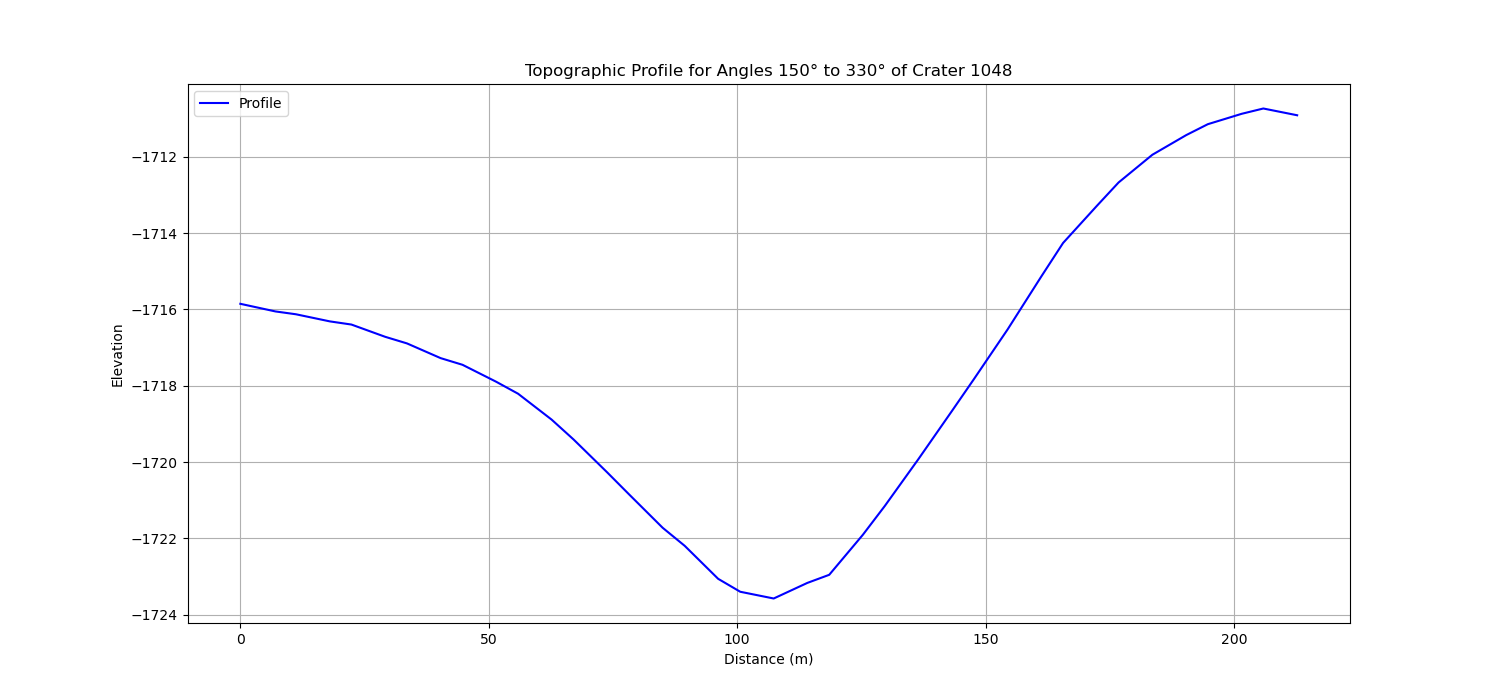 Topographic Profile for Angles 150° to 330° of Crater 1048
Profile
−1712
−1714
−1716
−1718
−1720
−1722
−1724
Elevation
0 50 100 150 200
Distance (m)